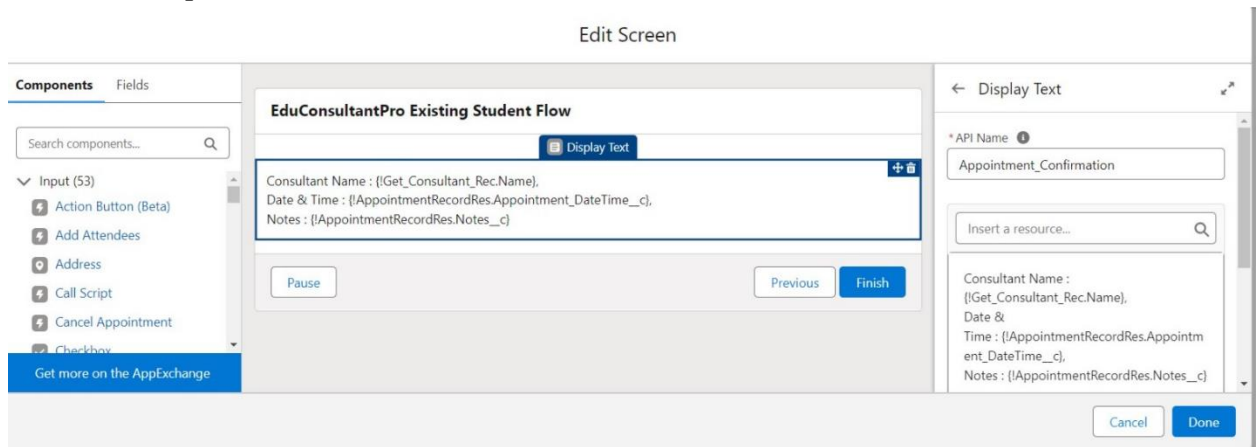 Edit Screen
Components Fields
Search components...
Input (53)
Action Button (Beta)
Add Attendees
Address
Call Script
Cancel Appointment
Checkbox
Get more on the AppExchange
EduConsultantPro Existing Student Flow
Display Text
Consultant Name : {!Get_Consultant_Rec.Name},
Date & Time : {!AppointmentRecordRes.Appointment_DateTime__c},
Notes : {!AppointmentRecordRes.Notes__c}
Pause Previous Finish
← Display Text
* API Name
Appointment_Confirmation
Insert a resource...
Consultant Name :
{!Get_Consultant_Rec.Name},
Date &
Time : {!AppointmentRecordRes.Appointm
ent_DateTime__c},
Notes : {!AppointmentRecordRes.Notes__c}
Cancel Done